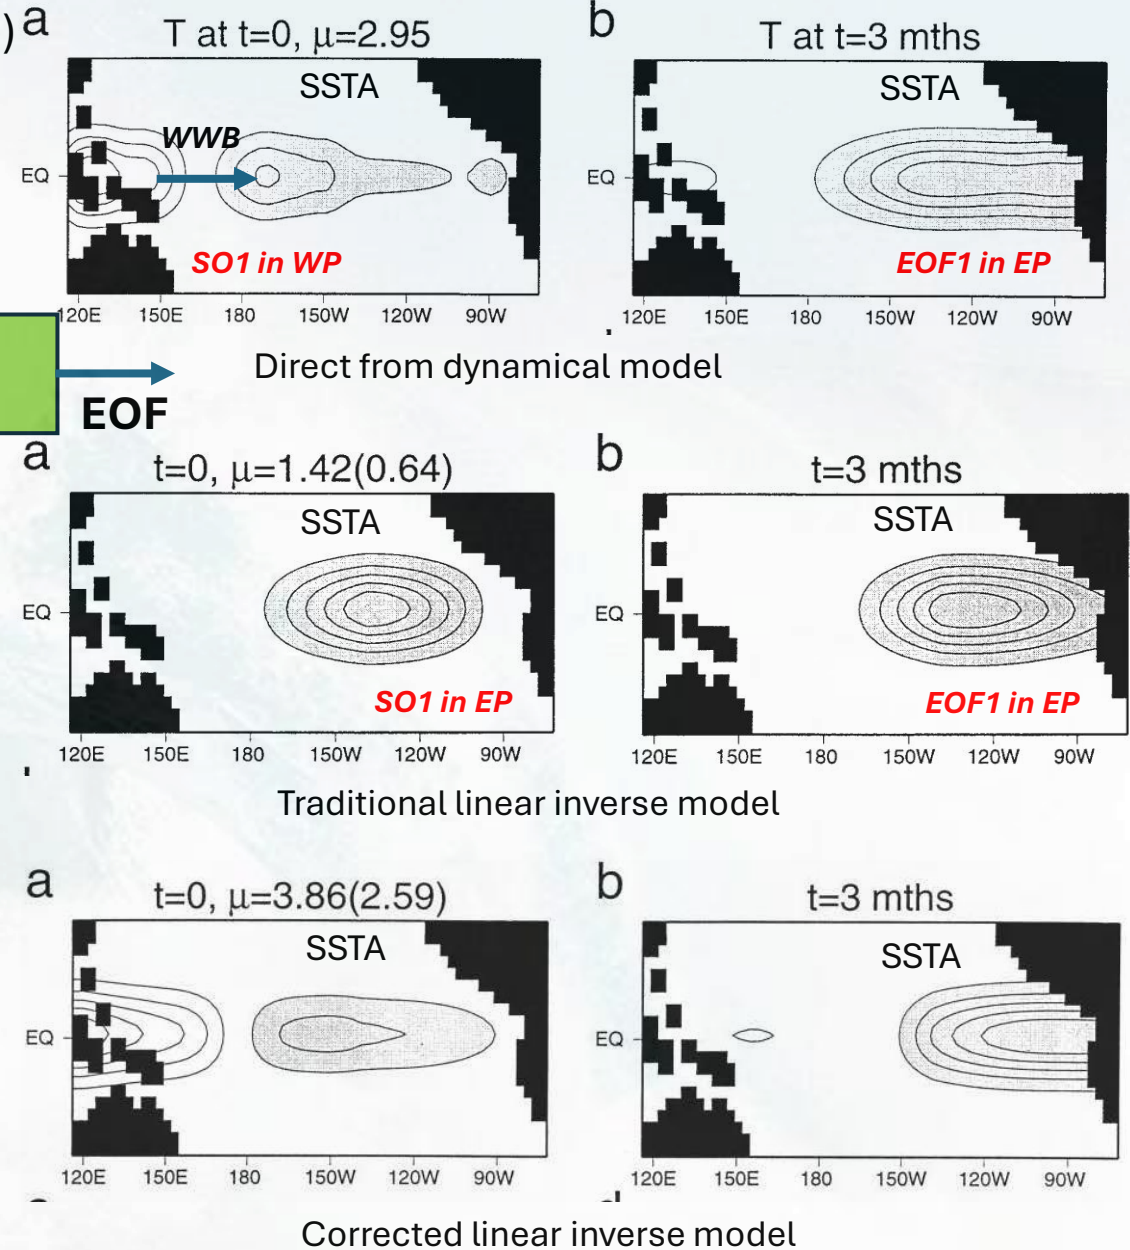 ) a
T at t=0, μ=2.95
b
T at t=3 mths
SSTA
SSTA
WWB
EQ
EQ
SO1 in WP
EOF1 in EP
120E 150E 180 150W 120W 90W
120E 150E 180 150W 120W 90W
Direct from dynamical model
EOF
a
t=0, μ=1.42(0.64)
b
t=3 mths
SSTA
SSTA
EQ
EQ
SO1 in EP
EOF1 in EP
120E 150E 180 150W 120W 90W
120E 150E 180 150W 120W 90W
Traditional linear inverse model
a
t=0, μ=3.86(2.59)
b
t=3 mths
SSTA
SSTA
EQ
EQ
120E 150E 180 150W 120W 90W
120E 150E 180 150W 120W 90W
Corrected linear inverse model